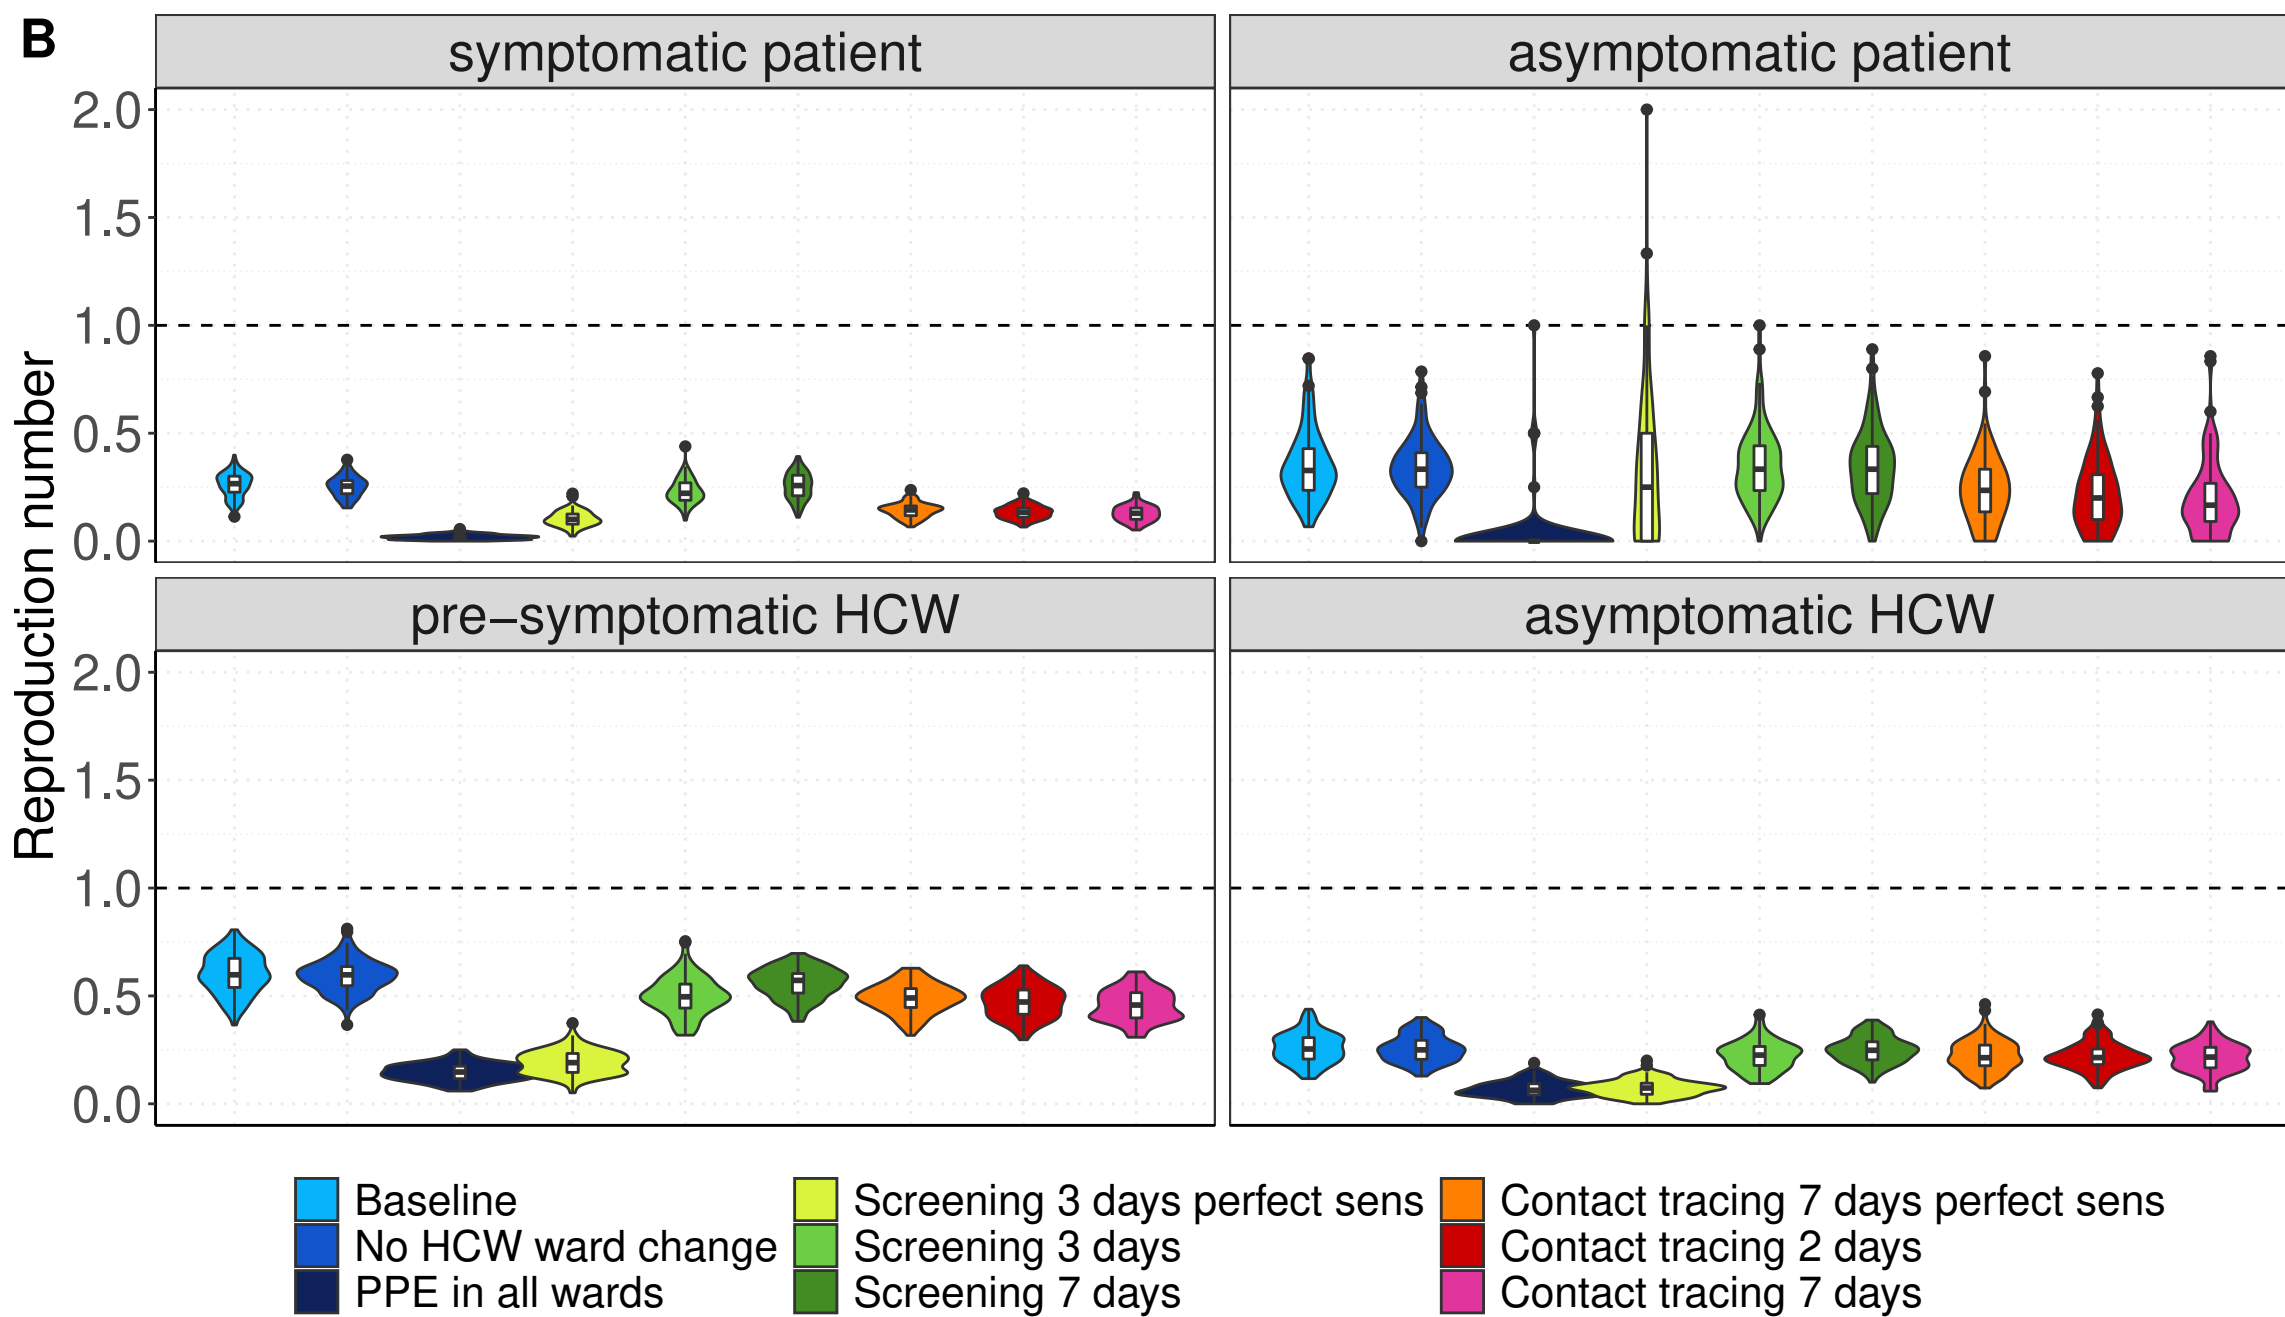 B
symptomatic patient
asymptomatic patient
2.0
1.5
1.0
0.5
0.0
pre-symptomatic HCW
asymptomatic HCW
2.0
1.5
1.0
0.5
0.0
Reproduction number
Baseline
No HCW ward change
PPE in all wards
Screening 3 days perfect sens
Screening 3 days
Screening 7 days
Contact tracing 7 days perfect sens
Contact tracing 2 days
Contact tracing 7 days